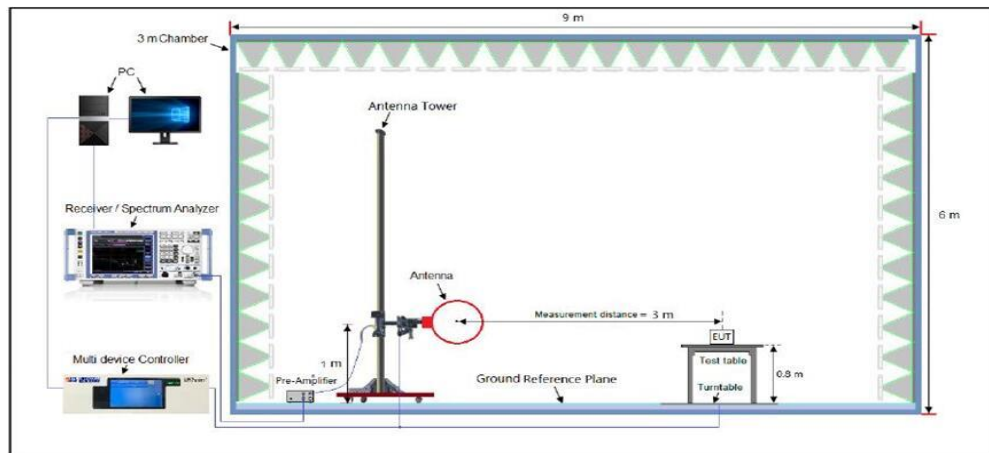 9 m
3 m Chamber
PC
Antenna Tower
Receiver / Spectrum Analyzer
6 m
Antenna
Measurement distance = 3 m
EUT
1 m
Multi device Controller
Test table
0.8 m
Pre-Amplifier
Ground Reference Plane
Turntable